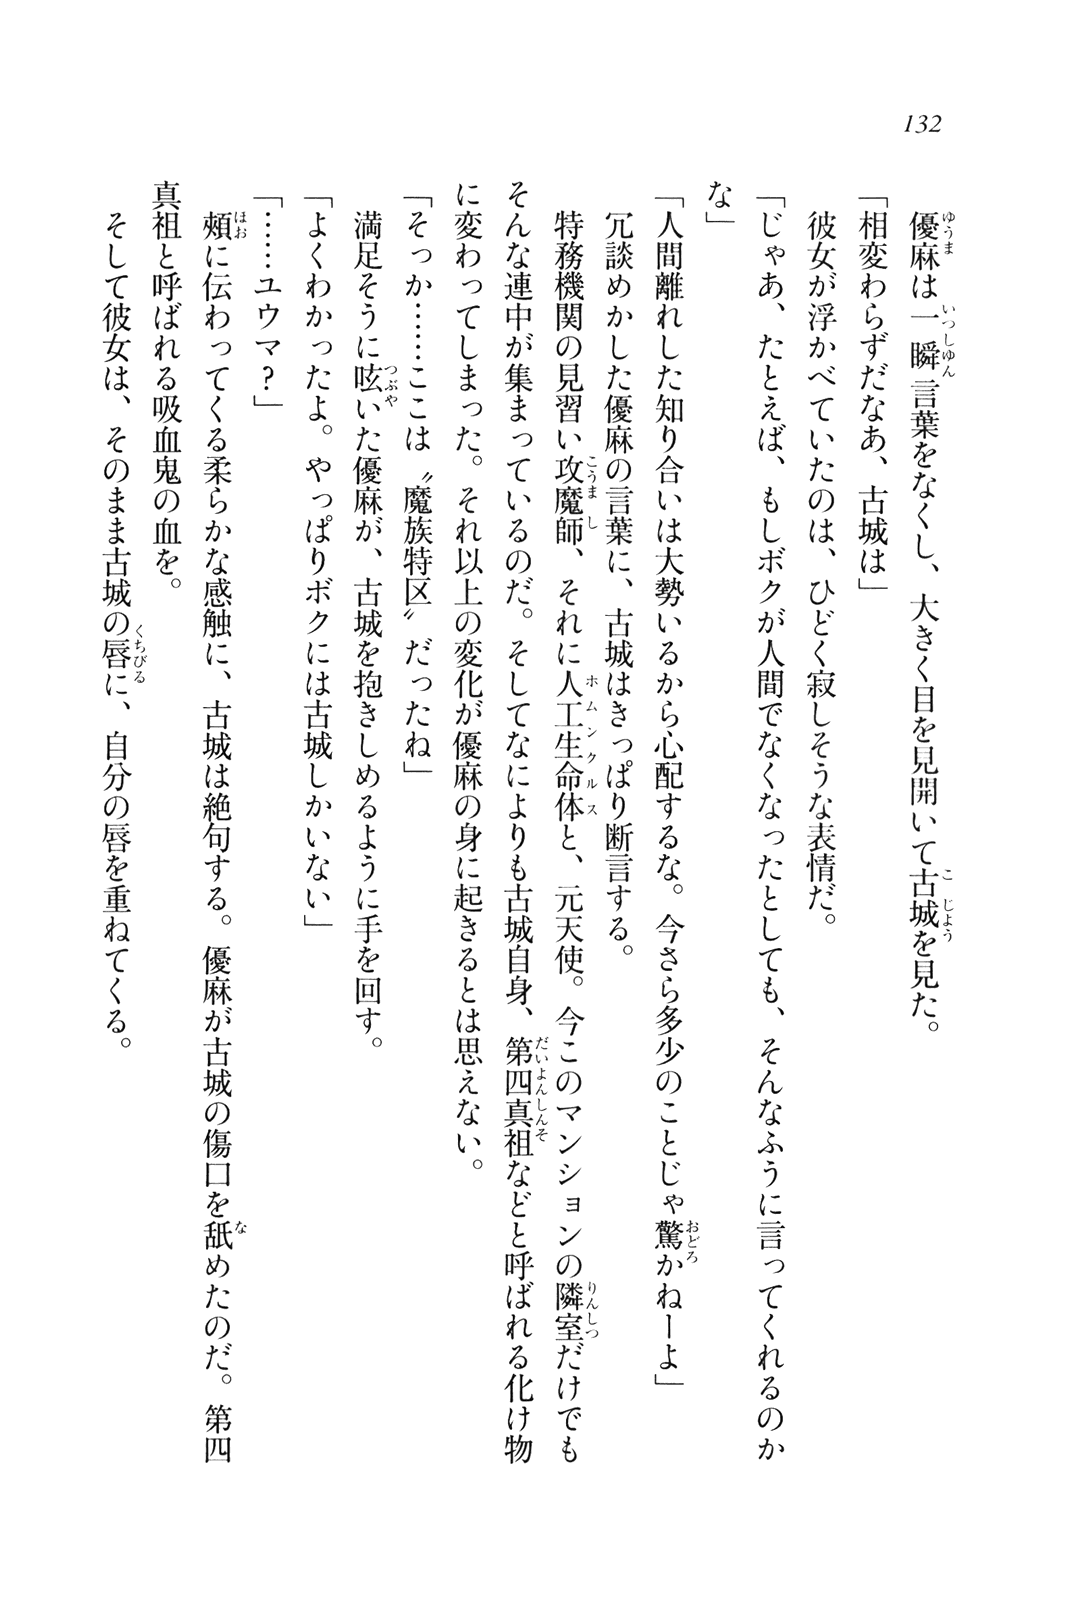 132
優麻は一瞬言葉をなくし、大きく目を見開いて古城を見た。
「相変わらずだなあ、古城は」
彼女が浮かべていたのは、ひどく寂しそうな表情だ。
「じゃあ、たとえば、もしボクが人間でなくなったとしても、そんなふうに言ってくれるのか
な」
「人間離れした知り合いは大勢いるから心配するな。今さら多少のことじゃ驚かねーよ」
冗談めかした優麻の言葉に、古城はきっぱり断言する。
特務機関の見習い攻魔師、それに人工生命体と、元天使。今このマンションの隣室だけでも
そんな連中が集まっているのだ。そしてなによりも古城自身、第四真祖などと呼ばれる化け物
に変わってしまった。それ以上の変化が優麻の身に起きるとは思えない。
「そっか……ここは〝魔族特区〟だったね」
満足そうに呟いた優麻が、古城を抱きしめるように手を回す。
「よくわかったよ。やっぱりボクには古城しかいない」
「……ユウマ？」
頰に伝わってくる柔らかな感触に、古城は絶句する。優麻が古城の傷口を舐めたのだ。第四
真祖と呼ばれる吸血鬼の血を。
そして彼女は、そのまま古城の唇に、自分の唇を重ねてくる。